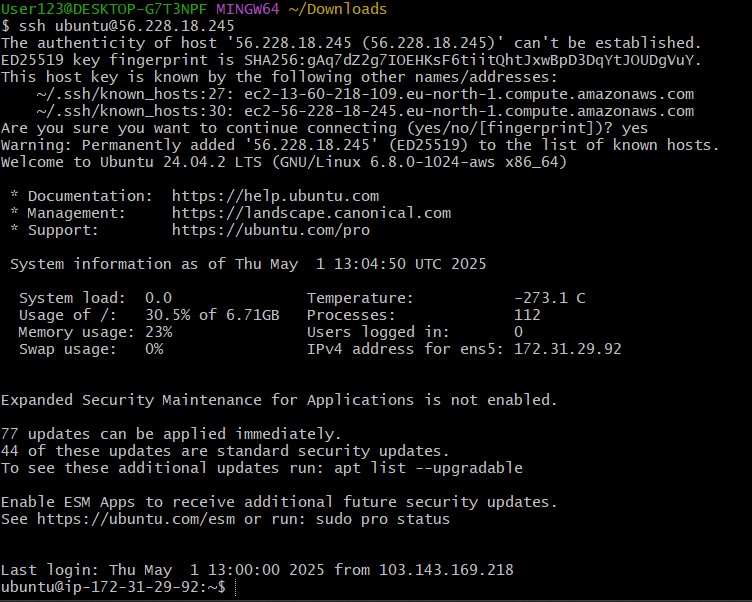 User123@DESKTOP-G7T3NPF MINGW64 ~/Downloads
$ ssh ubuntu@56.228.18.245
The authenticity of host '56.228.18.245 (56.228.18.245)' can't be established.
ED25519 key fingerprint is SHA256:gAq7dZ2g7IOEHKsF6tiitQhtJxwBpD3DqYtJOUDgVuY.
This host key is known by the following other names/addresses:
    ~/.ssh/known_hosts:27: ec2-13-60-218-109.eu-north-1.compute.amazonaws.com
    ~/.ssh/known_hosts:30: ec2-56-228-18-245.eu-north-1.compute.amazonaws.com
Are you sure you want to continue connecting (yes/no/[fingerprint])? yes
Warning: Permanently added '56.228.18.245' (ED25519) to the list of known hosts.
Welcome to Ubuntu 24.04.2 LTS (GNU/Linux 6.8.0-1024-aws x86_64)

 * Documentation:  https://help.ubuntu.com
 * Management:     https://landscape.canonical.com
 * Support:        https://ubuntu.com/pro

 System information as of Thu May  1 13:04:50 UTC 2025

  System load:  0.0                Temperature:           -273.1 C
  Usage of /:   30.5% of 6.71GB   Processes:             112
  Memory usage: 23%               Users logged in:       0
  Swap usage:   0%                IPv4 address for ens5: 172.31.29.92


Expanded Security Maintenance for Applications is not enabled.

77 updates can be applied immediately.
44 of these updates are standard security updates.
To see these additional updates run: apt list --upgradable

Enable ESM Apps to receive additional future security updates.
See https://ubuntu.com/esm or run: sudo pro status


Last login: Thu May  1 13:00:00 2025 from 103.143.169.218
ubuntu@ip-172-31-29-92:~$